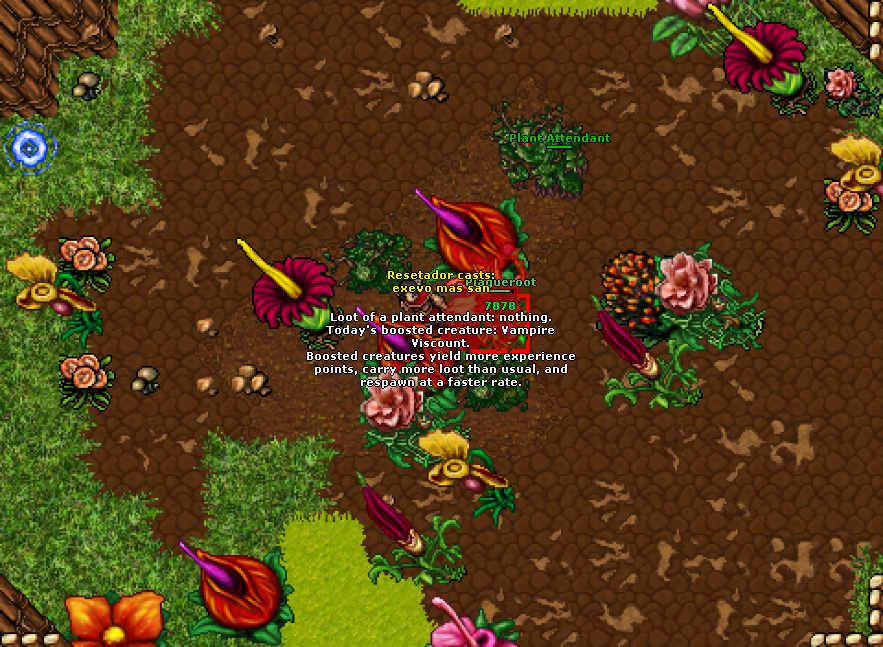 Plant Attendant
Resetador casts:
exevo mas san
Plagueroot
7878
Loot of a plant attendant: nothing.
Today's boosted creature: Vampire
Viscount.
Boosted creatures yield more experience
points, carry more loot than usual, and
respawn at a faster rate.